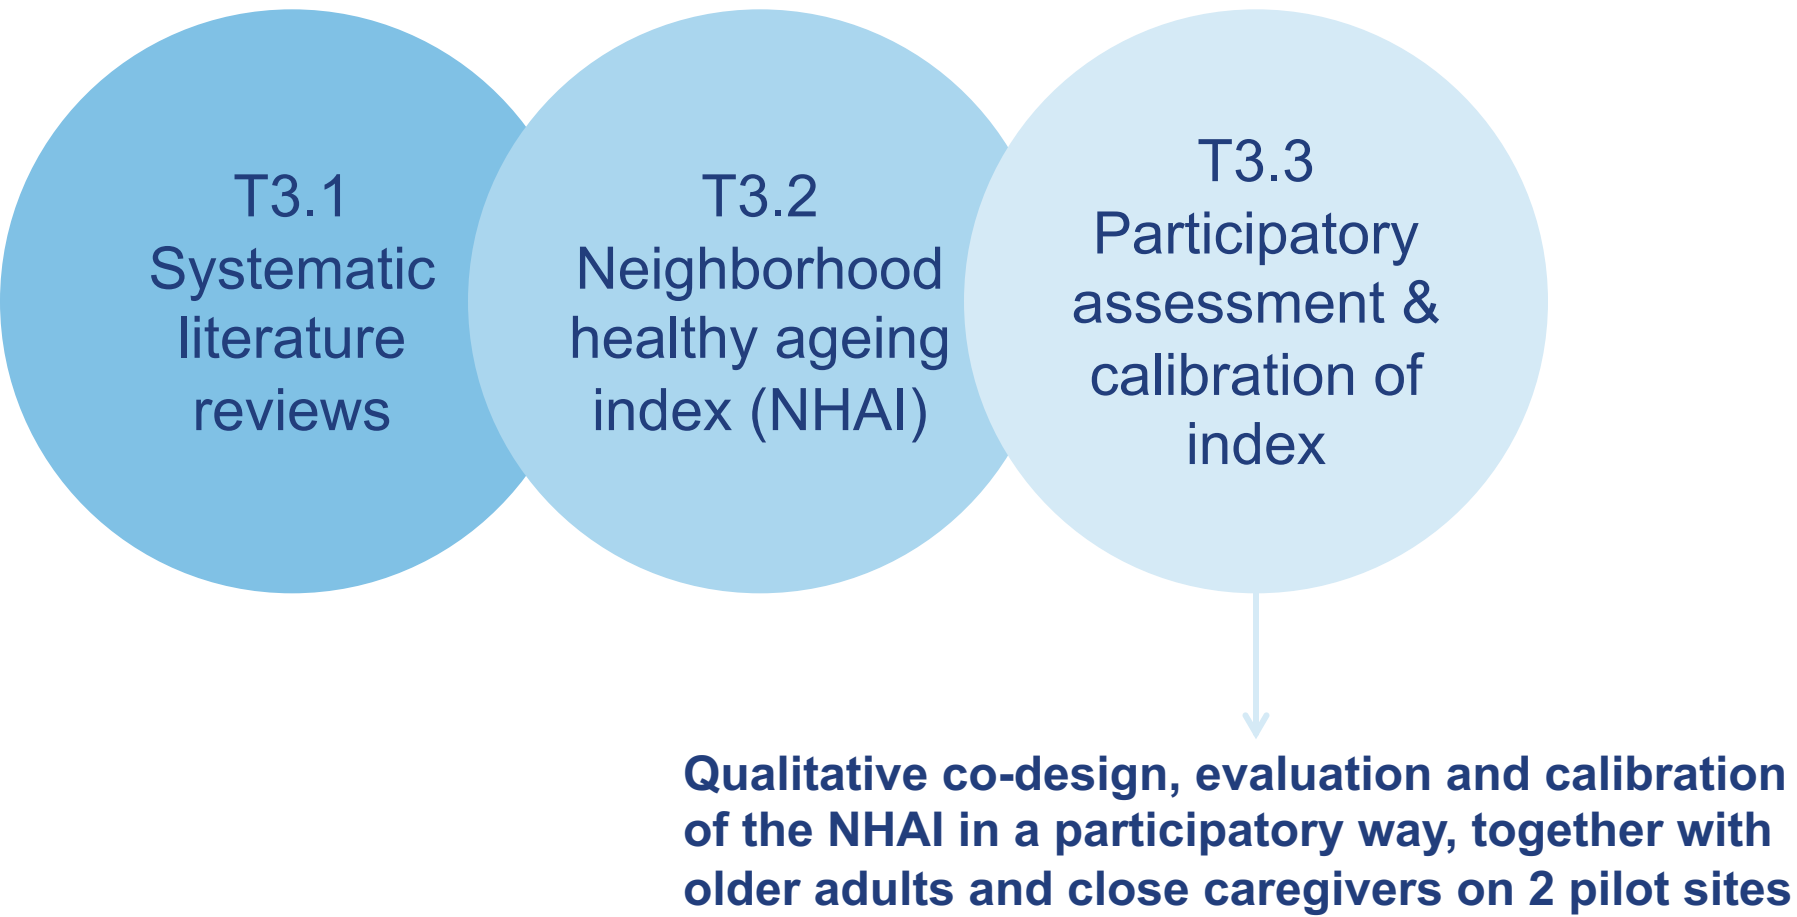 T3.1
Systematic
literature
reviews
T3.2
Neighborhood
healthy ageing
index (NHAI)
T3.3
Participatory
assessment &
calibration of
index
Qualitative co-design, evaluation and calibration
of the NHAI in a participatory way, together with
older adults and close caregivers on 2 pilot sites